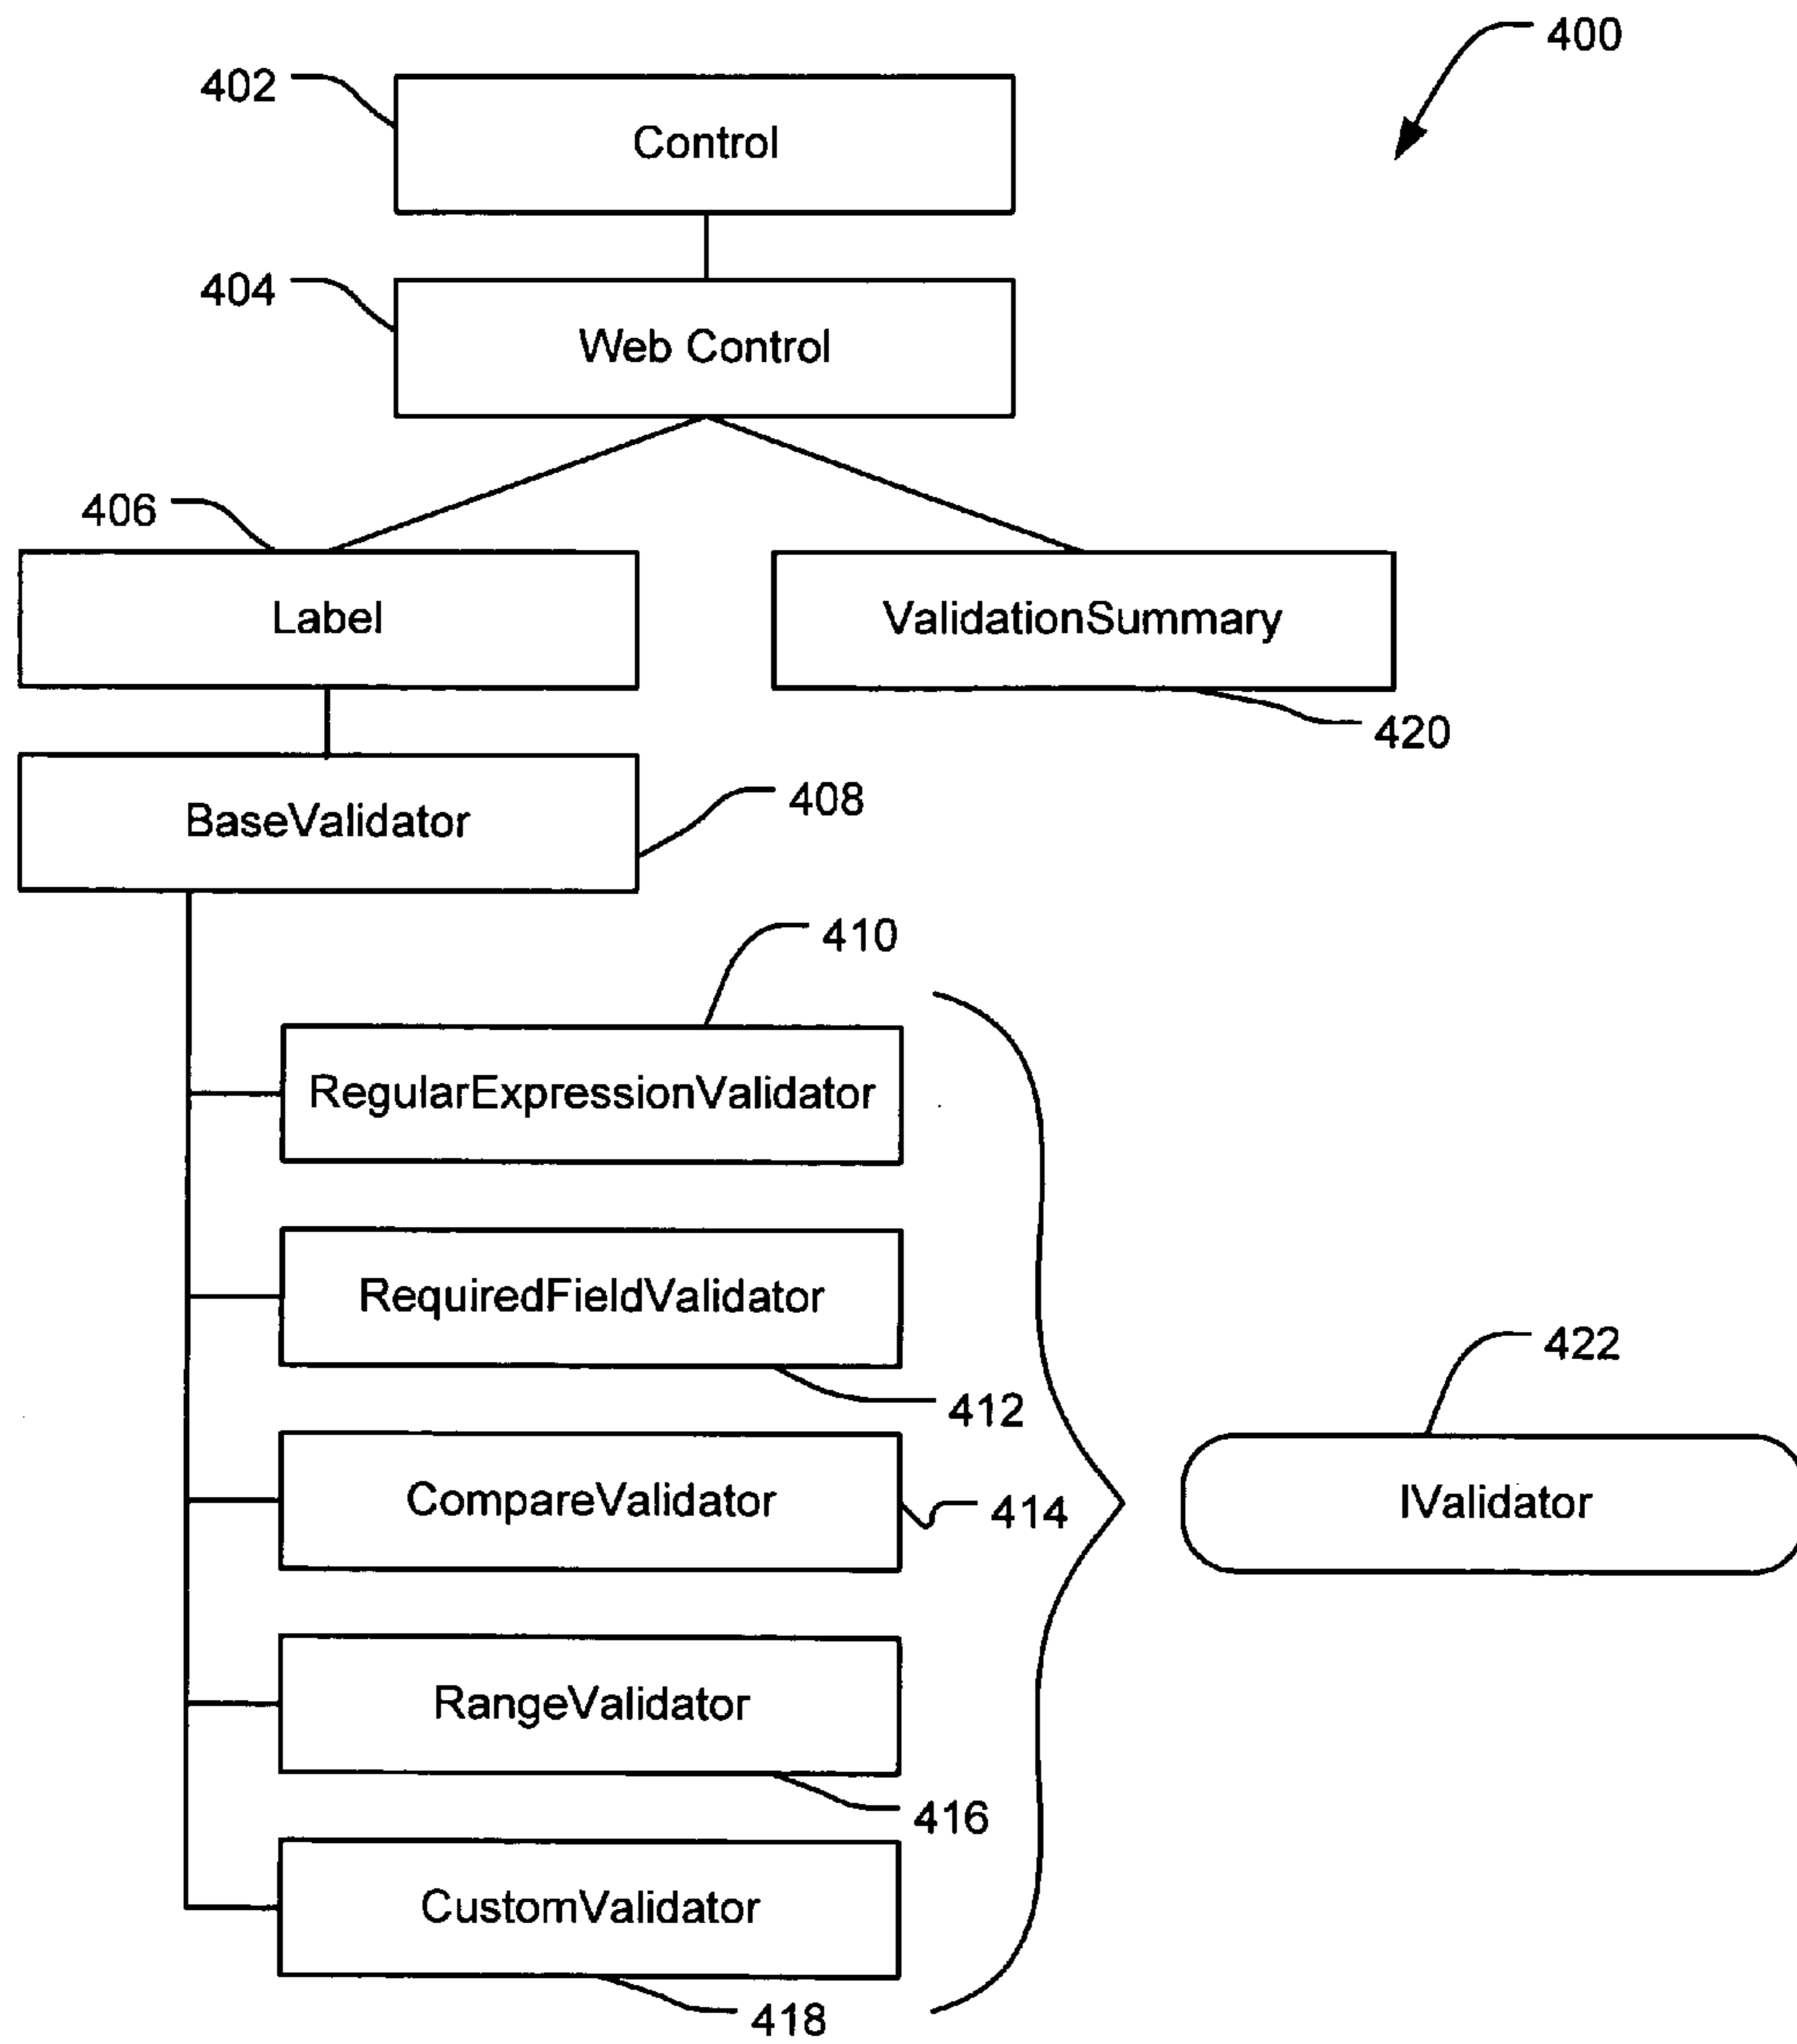 400
402
Control
404
Web Control
406
Label
ValidationSummary
420
BaseValidator
408
410
RegularExpressionValidator
RequiredFieldValidator
412
422
CompareValidator
414
IValidator
RangeValidator
416
CustomValidator
418